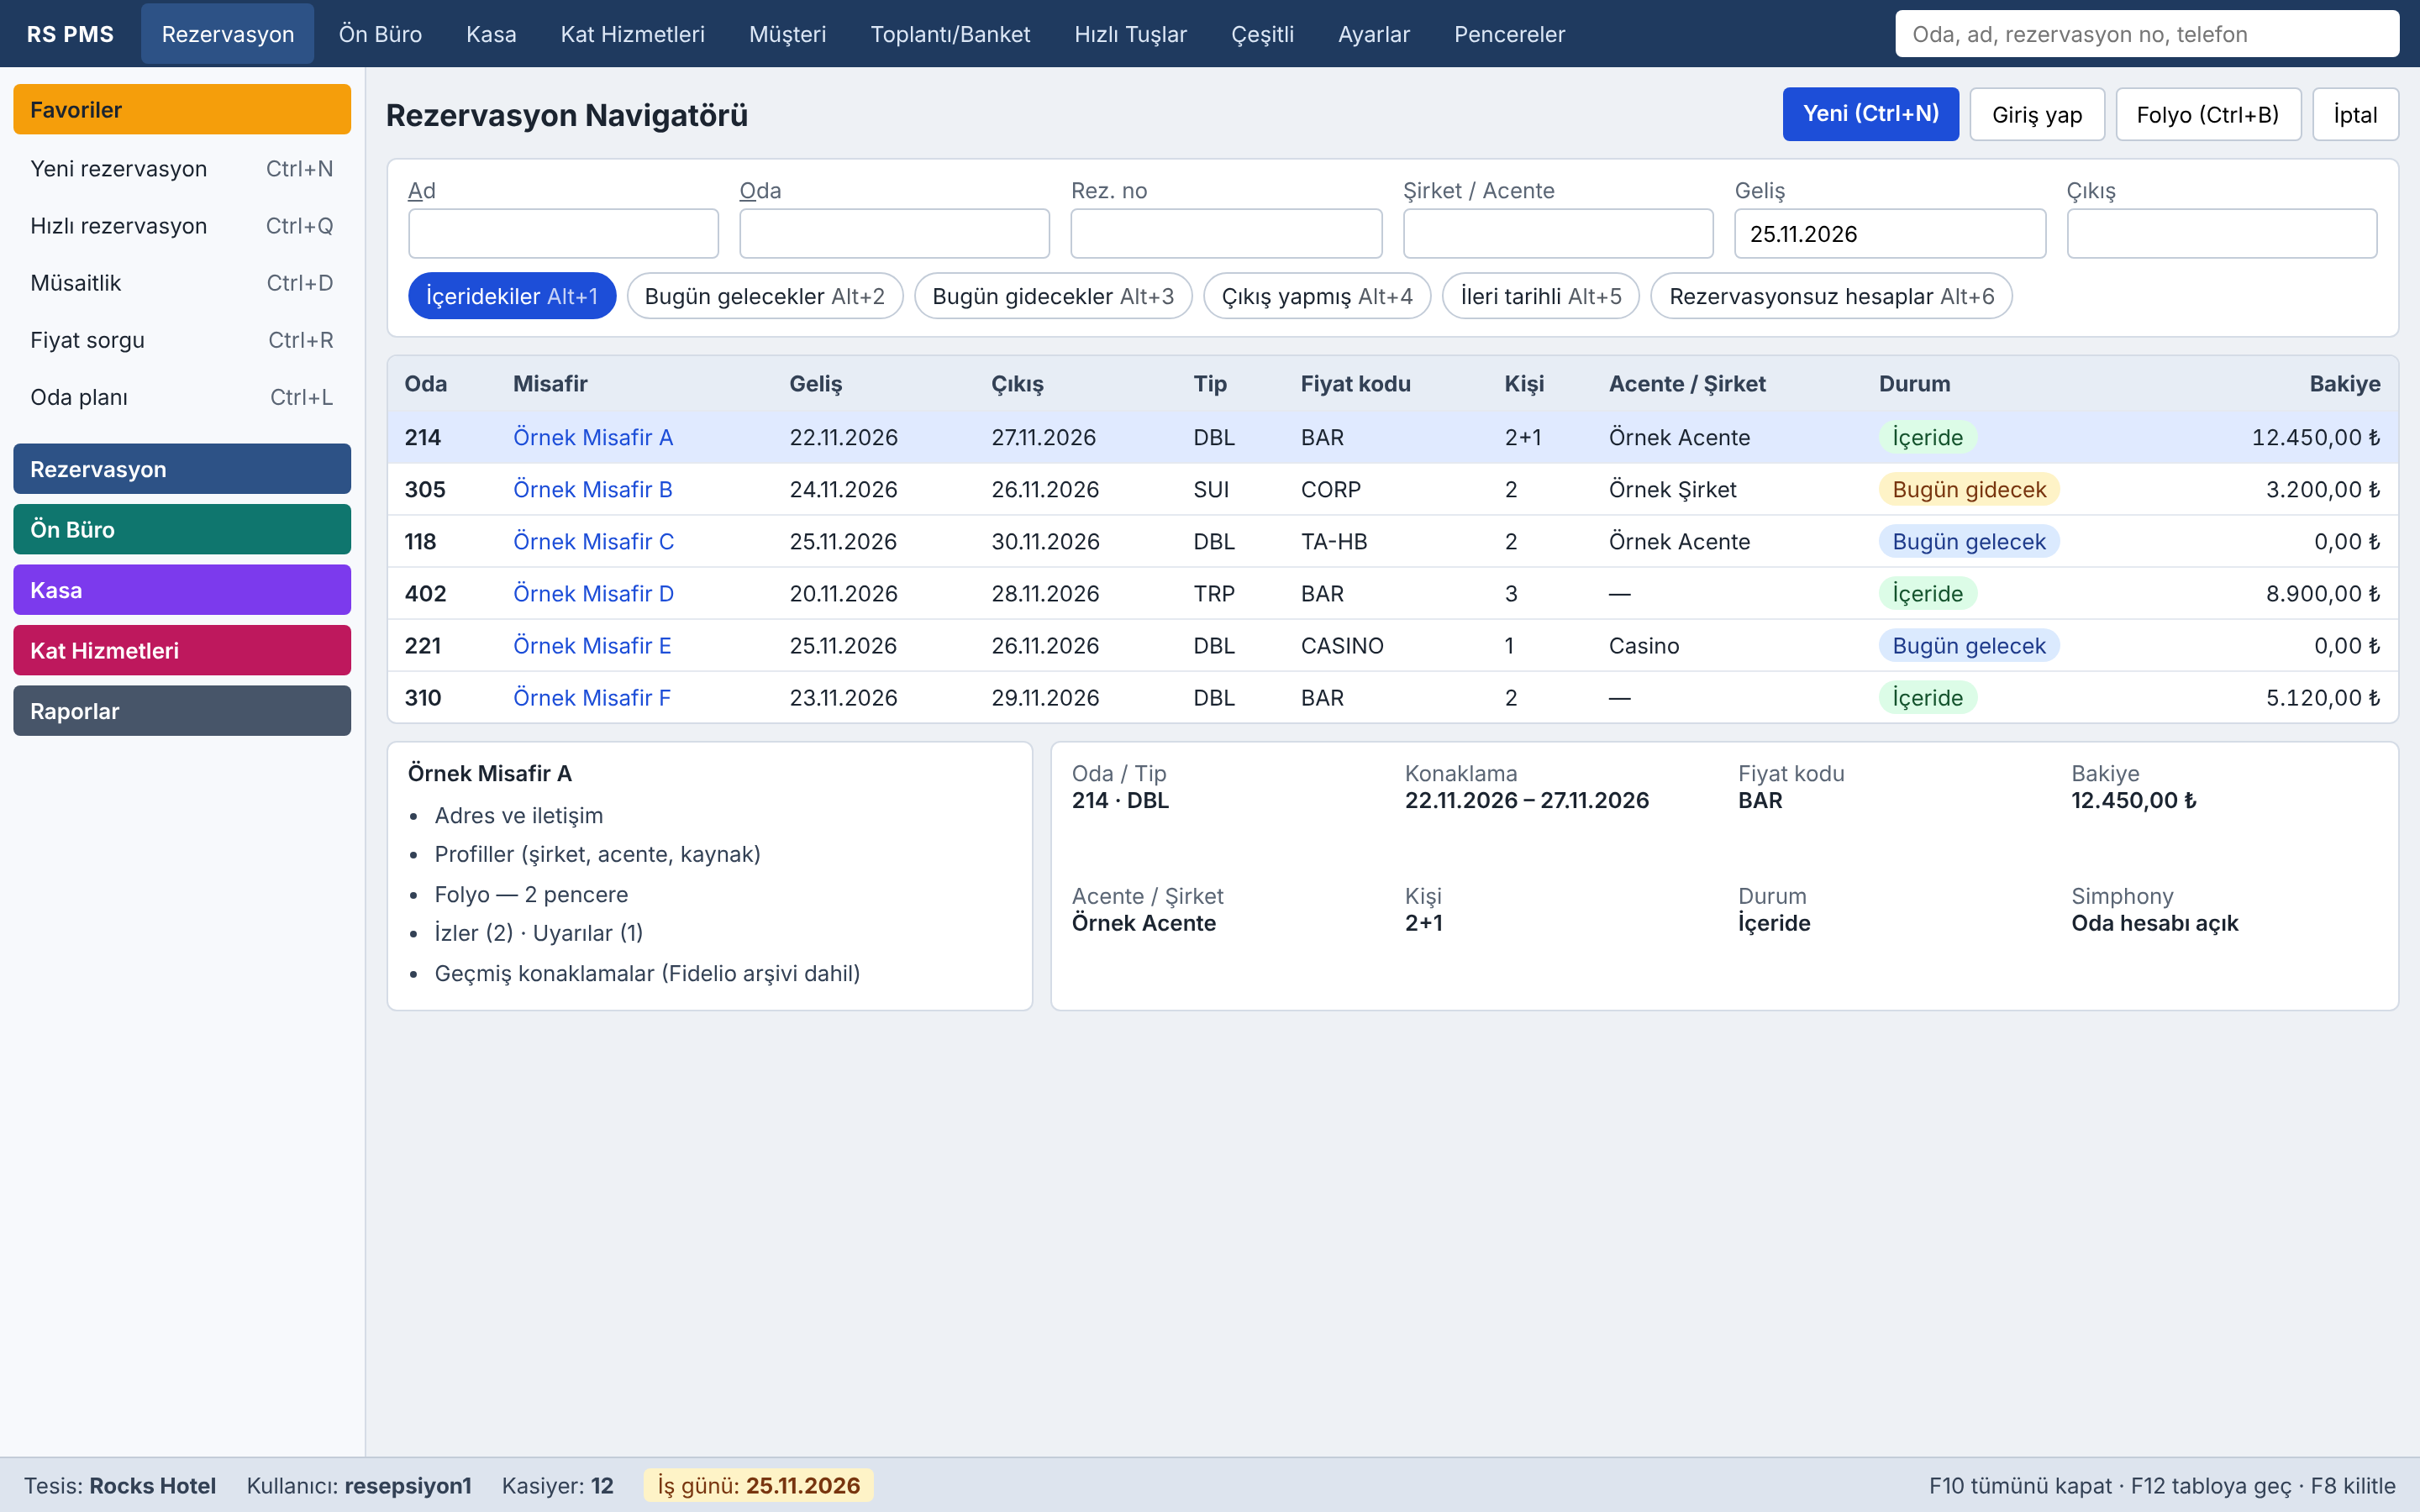 RS PMS Rezervasyon Ön Büro Kasa Kat Hizmetleri Müşteri Toplantı/Banket Hızlı Tuşlar Çeşitli Ayarlar Pencereler Oda, ad, rezervasyon no, telefon
Favoriler
Yeni rezervasyon Ctrl+N
Hızlı rezervasyon Ctrl+Q
Müsaitlik Ctrl+D
Fiyat sorgu Ctrl+R
Oda planı Ctrl+L
Rezervasyon
Ön Büro
Kasa
Kat Hizmetleri
Raporlar
Rezervasyon Navigatörü Yeni (Ctrl+N) Giriş yap Folyo (Ctrl+B) İptal
Ad Oda Rez. no Şirket / Acente Geliş Çıkış
25.11.2026
İçeridekiler Alt+1 Bugün gelecekler Alt+2 Bugün gidecekler Alt+3 Çıkış yapmış Alt+4 İleri tarihli Alt+5 Rezervasyonsuz hesaplar Alt+6
Oda Misafir Geliş Çıkış Tip Fiyat kodu Kişi Acente / Şirket Durum Bakiye
214 Örnek Misafir A 22.11.2026 27.11.2026 DBL BAR 2+1 Örnek Acente İçeride 12.450,00 ₺
305 Örnek Misafir B 24.11.2026 26.11.2026 SUI CORP 2 Örnek Şirket Bugün gidecek 3.200,00 ₺
118 Örnek Misafir C 25.11.2026 30.11.2026 DBL TA-HB 2 Örnek Acente Bugün gelecek 0,00 ₺
402 Örnek Misafir D 20.11.2026 28.11.2026 TRP BAR 3 — İçeride 8.900,00 ₺
221 Örnek Misafir E 25.11.2026 26.11.2026 DBL CASINO 1 Casino Bugün gelecek 0,00 ₺
310 Örnek Misafir F 23.11.2026 29.11.2026 DBL BAR 2 — İçeride 5.120,00 ₺
Örnek Misafir A
• Adres ve iletişim
• Profiller (şirket, acente, kaynak)
• Folyo — 2 pencere
• İzler (2) · Uyarılar (1)
• Geçmiş konaklamalar (Fidelio arşivi dahil)
Oda / Tip Konaklama Fiyat kodu Bakiye
214 · DBL 22.11.2026 – 27.11.2026 BAR 12.450,00 ₺
Acente / Şirket Kişi Durum Simphony
Örnek Acente 2+1 İçeride Oda hesabı açık
Tesis: Rocks Hotel Kullanıcı: resepsiyon1 Kasiyer: 12 İş günü: 25.11.2026 F10 tümünü kapat · F12 tabloya geç · F8 kilitle